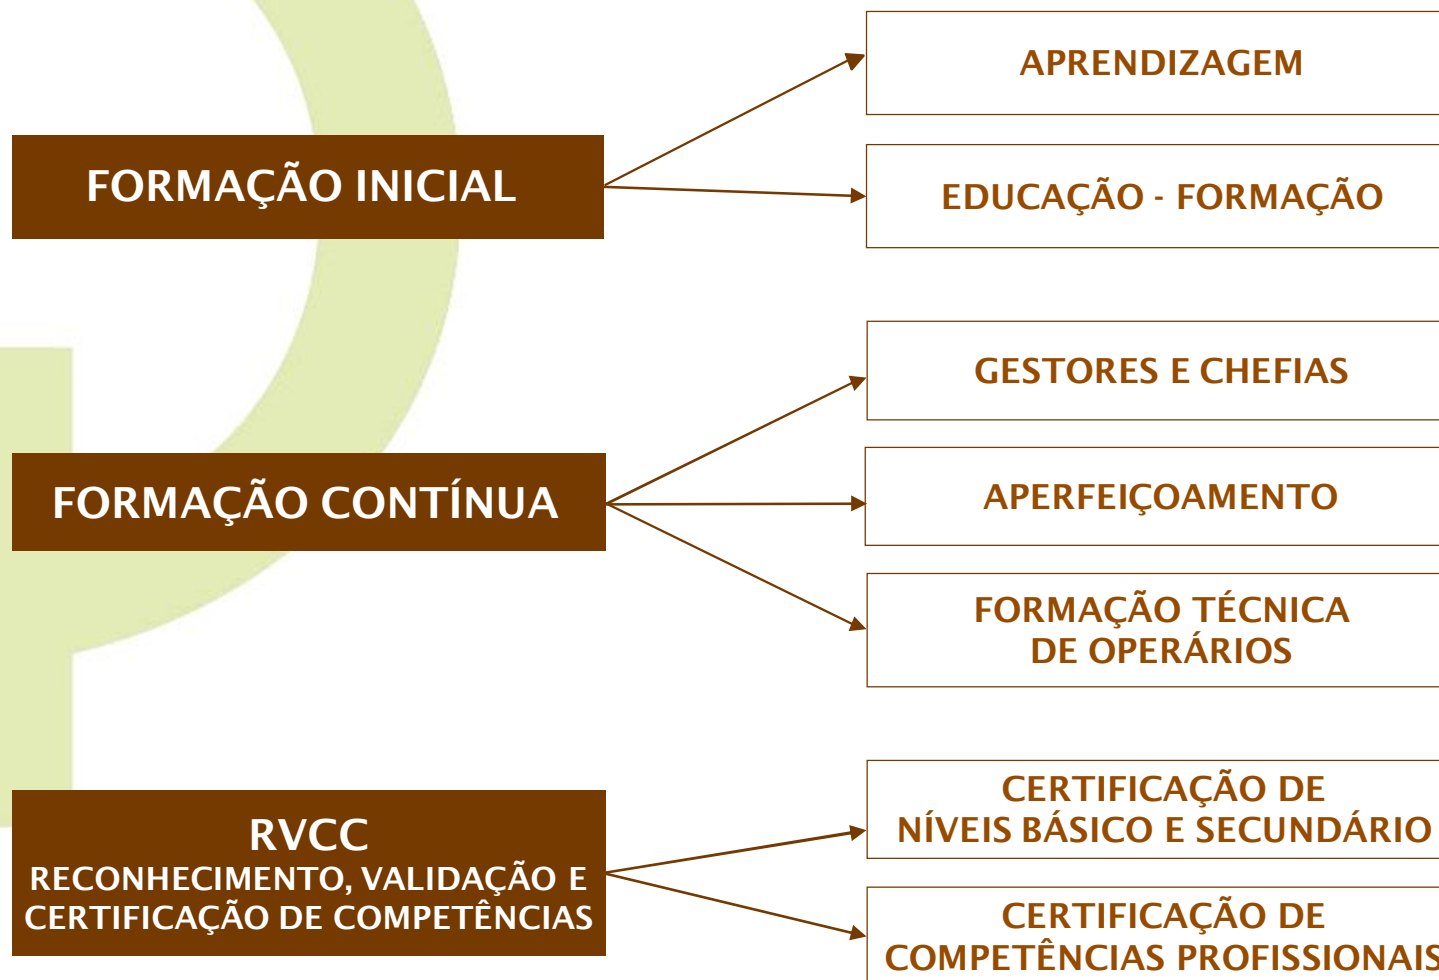 FORMAÇÃO INICIAL
APRENDIZAGEM
EDUCAÇÃO - FORMAÇÃO
FORMAÇÃO CONTÍNUA
GESTORES E CHEFIAS
APERFEIÇOAMENTO
FORMAÇÃO TÉCNICA
DE OPERÁRIOS
RVCC
RECONHECIMENTO, VALIDAÇÃO E
CERTIFICAÇÃO DE COMPETÊNCIAS
CERTIFICAÇÃO DE
NÍVEIS BÁSICO E SECUNDÁRIO
CERTIFICAÇÃO DE
COMPETÊNCIAS PROFISSIONAIS